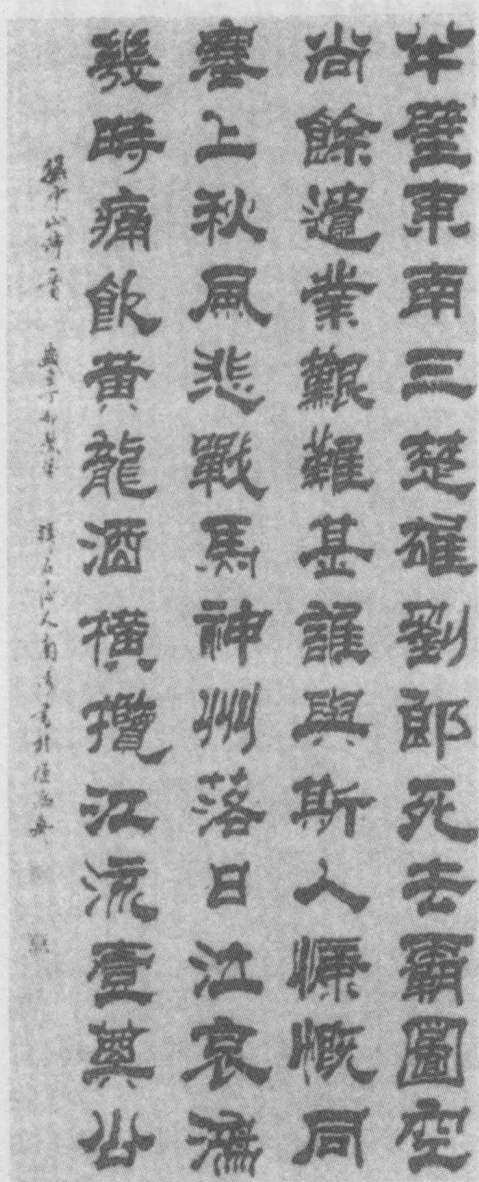 半壁東南三楚雄劉郎死去霸圖空
尚餘遺業艱難甚誰與斯人慷慨同
塞上秋風悲戰馬神州落日泣哀鴻
幾時痛飲黃龍酒橫攬江流壹奠公
孫中山詩一首